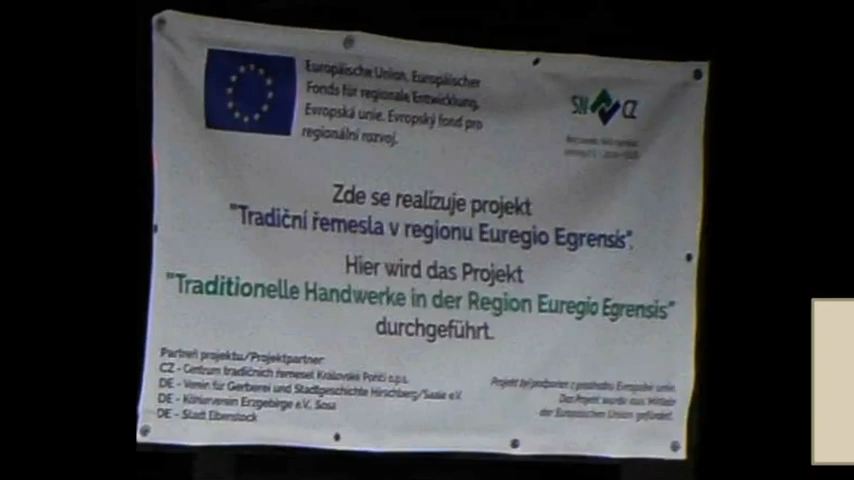 Europäische Union. Europäischer
Fonds für regionale Entwicklung.
Evropská unie. Evropský fond pro
regionální rozvoj.
SN CZ
Zde se realizuje projekt
"Tradiční řemesla v regionu Euregio Egrensis".
Hier wird das Projekt
"Traditionelle Handwerke in der Region Euregio Egrensis"
durchgeführt.
Partneři projektu/Projektpartner:
CZ - Centrum tradičních řemesel Královské Poříčí o.p.s.
DE - Verein für Gerberei und Stadtgeschichte Hirschberg/Saale e.V.
DE - Köhlerverein Erzgebirge e.V. Sosa
DE - Stadt Eibenstock
Projekt byl podpořen z prostředků Evropské unie.
Das Projekt wurde aus Mitteln
der Europäischen Union gefördert.